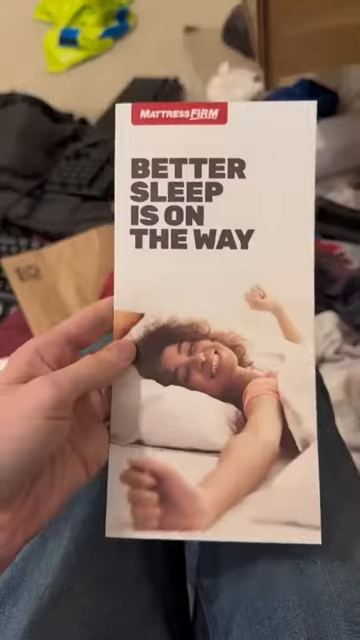 MATTRESS FIRM
BETTER
SLEEP
IS ON
THE WAY